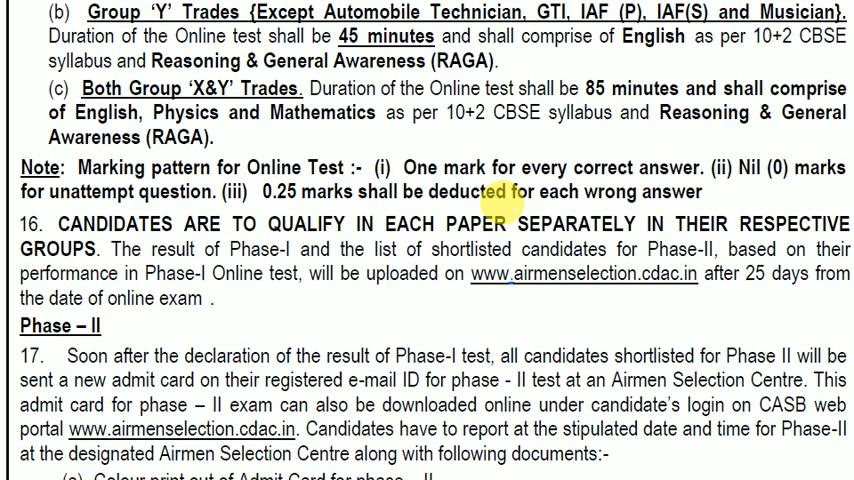 (b) Group ‘Y’ Trades {Except Automobile Technician, GTI, IAF (P), IAF(S) and Musician}.
Duration of the Online test shall be 45 minutes and shall comprise of English as per 10+2 CBSE
syllabus and Reasoning & General Awareness (RAGA).
(c) Both Group ‘X&Y’ Trades. Duration of the Online test shall be 85 minutes and shall comprise
of English, Physics and Mathematics as per 10+2 CBSE syllabus and Reasoning & General
Awareness (RAGA).
Note: Marking pattern for Online Test :- (i) One mark for every correct answer. (ii) Nil (0) marks
for unattempt question. (iii) 0.25 marks shall be deducted for each wrong answer
16. CANDIDATES ARE TO QUALIFY IN EACH PAPER SEPARATELY IN THEIR RESPECTIVE
GROUPS. The result of Phase-I and the list of shortlisted candidates for Phase-II, based on their
performance in Phase-I Online test, will be uploaded on www.airmenselection.cdac.in after 25 days from
the date of online exam .
Phase – II
17. Soon after the declaration of the result of Phase-I test, all candidates shortlisted for Phase II will be
sent a new admit card on their registered e-mail ID for phase - II test at an Airmen Selection Centre. This
admit card for phase – II exam can also be downloaded online under candidate’s login on CASB web
portal www.airmenselection.cdac.in. Candidates have to report at the stipulated date and time for Phase-II
at the designated Airmen Selection Centre along with following documents:-
(a) Colour print out of Admit Card for phase – II